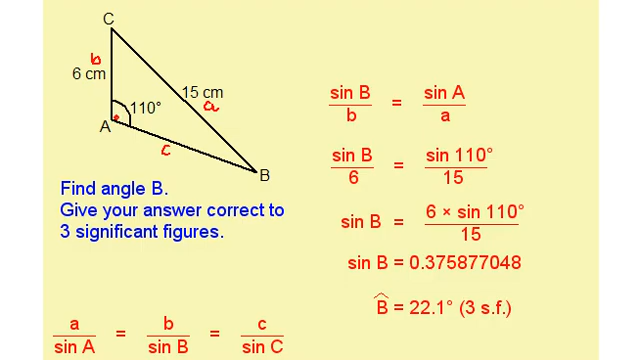 C
b
6 cm
15 cm
a
110°
A
c
B
Find angle B.
Give your answer correct to
3 significant figures.
a / sin A = b / sin B = c / sin C
sin B / b = sin A / a
sin B / 6 = sin 110° / 15
sin B = 6 × sin 110° / 15
sin B = 0.375877048
B̂ = 22.1° (3 s.f.)